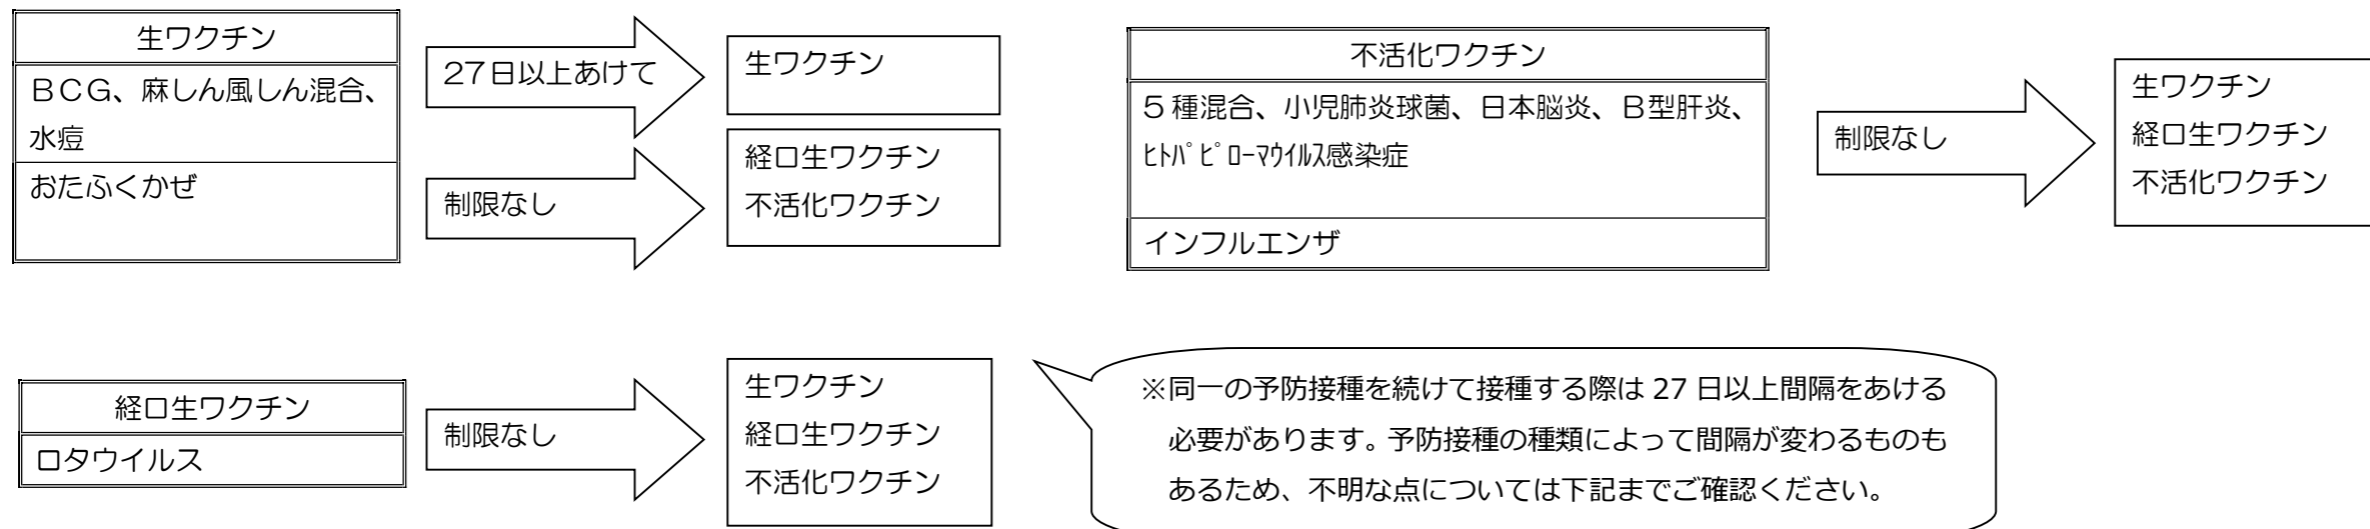 生ワクチン
BCG、麻しん風しん混合、
水痘
おたふくかぜ
27日以上あけて
制限なし
生ワクチン
経口生ワクチン
不活化ワクチン
不活化ワクチン
5種混合、小児肺炎球菌、日本脳炎、B型肝炎、
ﾋﾄﾊﾟﾋﾟﾛｰﾏｳｲﾙｽ感染症
インフルエンザ
制限なし
生ワクチン
経口生ワクチン
不活化ワクチン
経口生ワクチン
ロタウイルス
制限なし
生ワクチン
経口生ワクチン
不活化ワクチン
※同一の予防接種を続けて接種する際は 27 日以上間隔をあける
必要があります。予防接種の種類によって間隔が変わるものも
あるため、不明な点については下記までご確認ください。